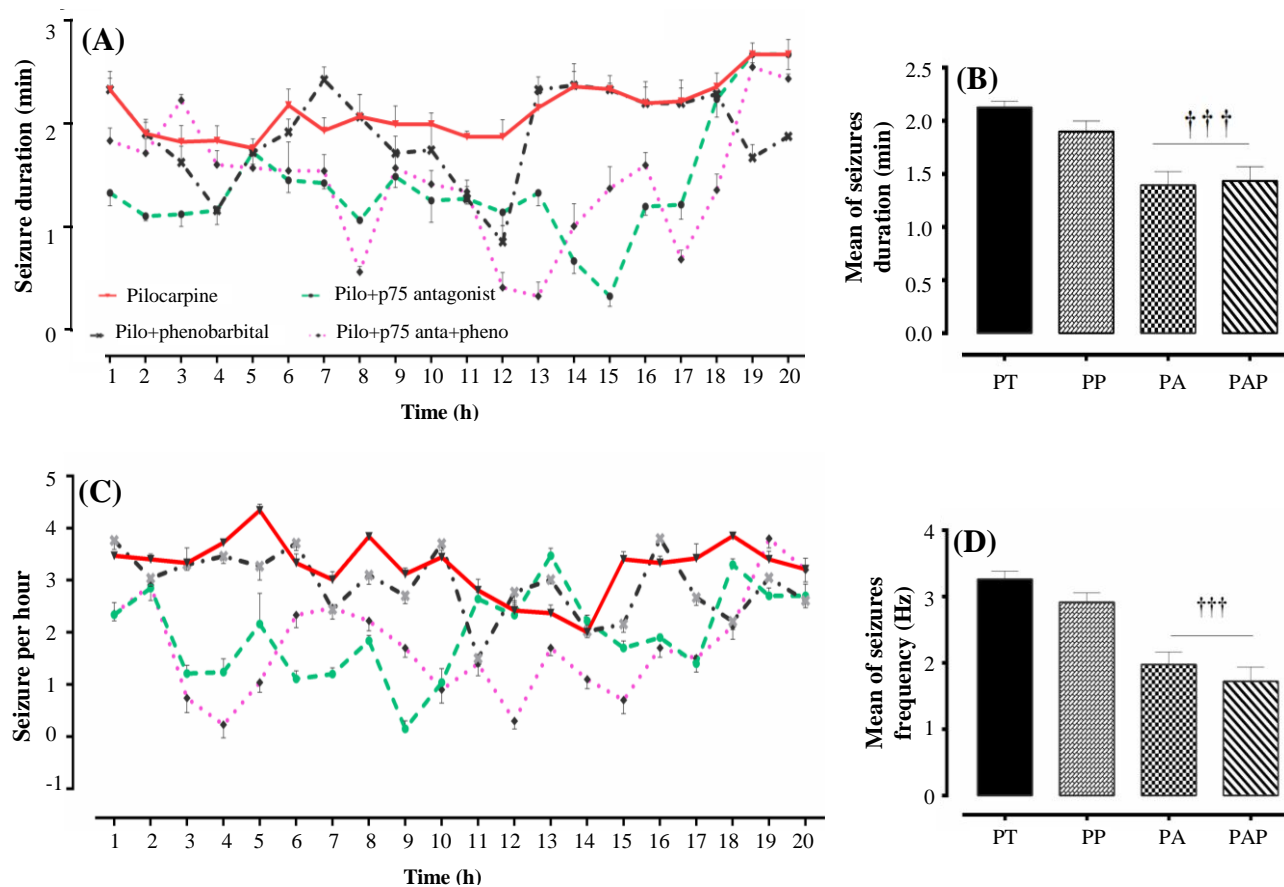 (A)
Seizure duration (min)
3
2
1
0
Pilocarpine
Pilo+p75 antagonist
Pilo+phenobarbital
Pilo+p75 anta+pheno
1 2 3 4 5 6 7 8 9 10 11 12 13 14 15 16 17 18 19 20
Time (h)
(B)
Mean of seizures
duration (min)
2.5
2.0
1.5
1.0
0.5
0.0
†††
PT PP PA PAP
(C)
Seizure per hour
5
4
3
2
1
0
-1
1 2 3 4 5 6 7 8 9 10 11 12 13 14 15 16 17 18 19 20
Time (h)
(D)
Mean of seizures
frequency (Hz)
4
3
2
1
0
†††
PT PP PA PAP